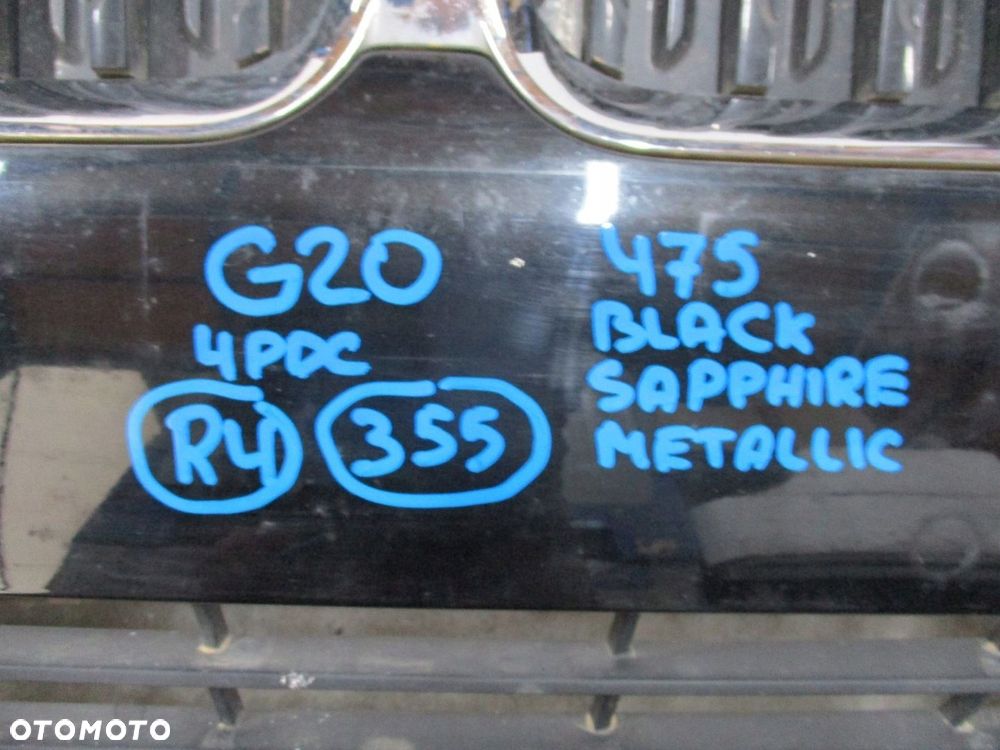 G20
4PDC
R4 355
475
BLACK
SAPPHIRE
METALLIC
OTOMOTO